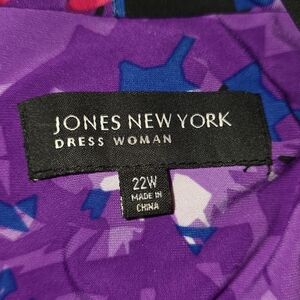 JONES NEW YORK
DRESS WOMAN
22W
MADE IN
CHINA